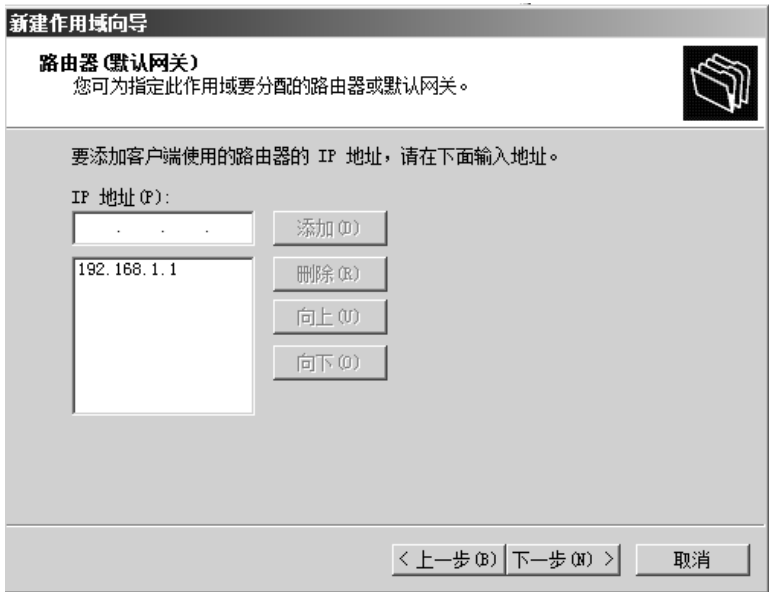 新建作用域向导
路由器(默认网关)
您可为指定此作用域要分配的路由器或默认网关。
要添加客户端使用的路由器的 IP 地址，请在下面输入地址。
IP 地址(P):
. . .
添加(D)
192.168.1.1
删除(R)
向上(U)
向下(O)
< 上一步(B)
下一步(N) >
取消